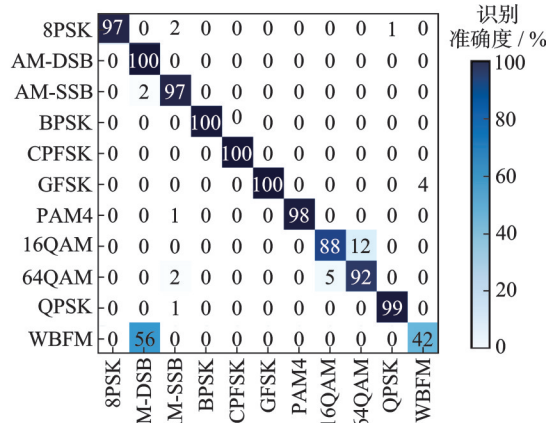 识别
准确度 / %
8PSK 97 0 2 0 0 0 0 0 0 1 0
AM-DSB 0 100 0 0 0 0 0 0 0 0 0
AM-SSB 0 2 97 0 0 0 0 0 0 0 0
BPSK 0 0 0 100 0 0 0 0 0 0 0
CPFSK 0 0 0 0 100 0 0 0 0 0 0
GFSK 0 0 0 0 0 100 0 0 0 0 4
PAM4 0 0 1 0 0 0 98 0 0 0 0
16QAM 0 0 0 0 0 0 0 88 12 0 0
64QAM 0 0 2 0 0 0 0 5 92 0 0
QPSK 0 0 1 0 0 0 0 0 0 99 0
WBFM 0 56 0 0 0 0 0 0 0 0 42
8PSK M-DSB M-SSB BPSK CPFSK GFSK PAM4 16QAM 64QAM QPSK WBFM
100
80
60
40
20
0